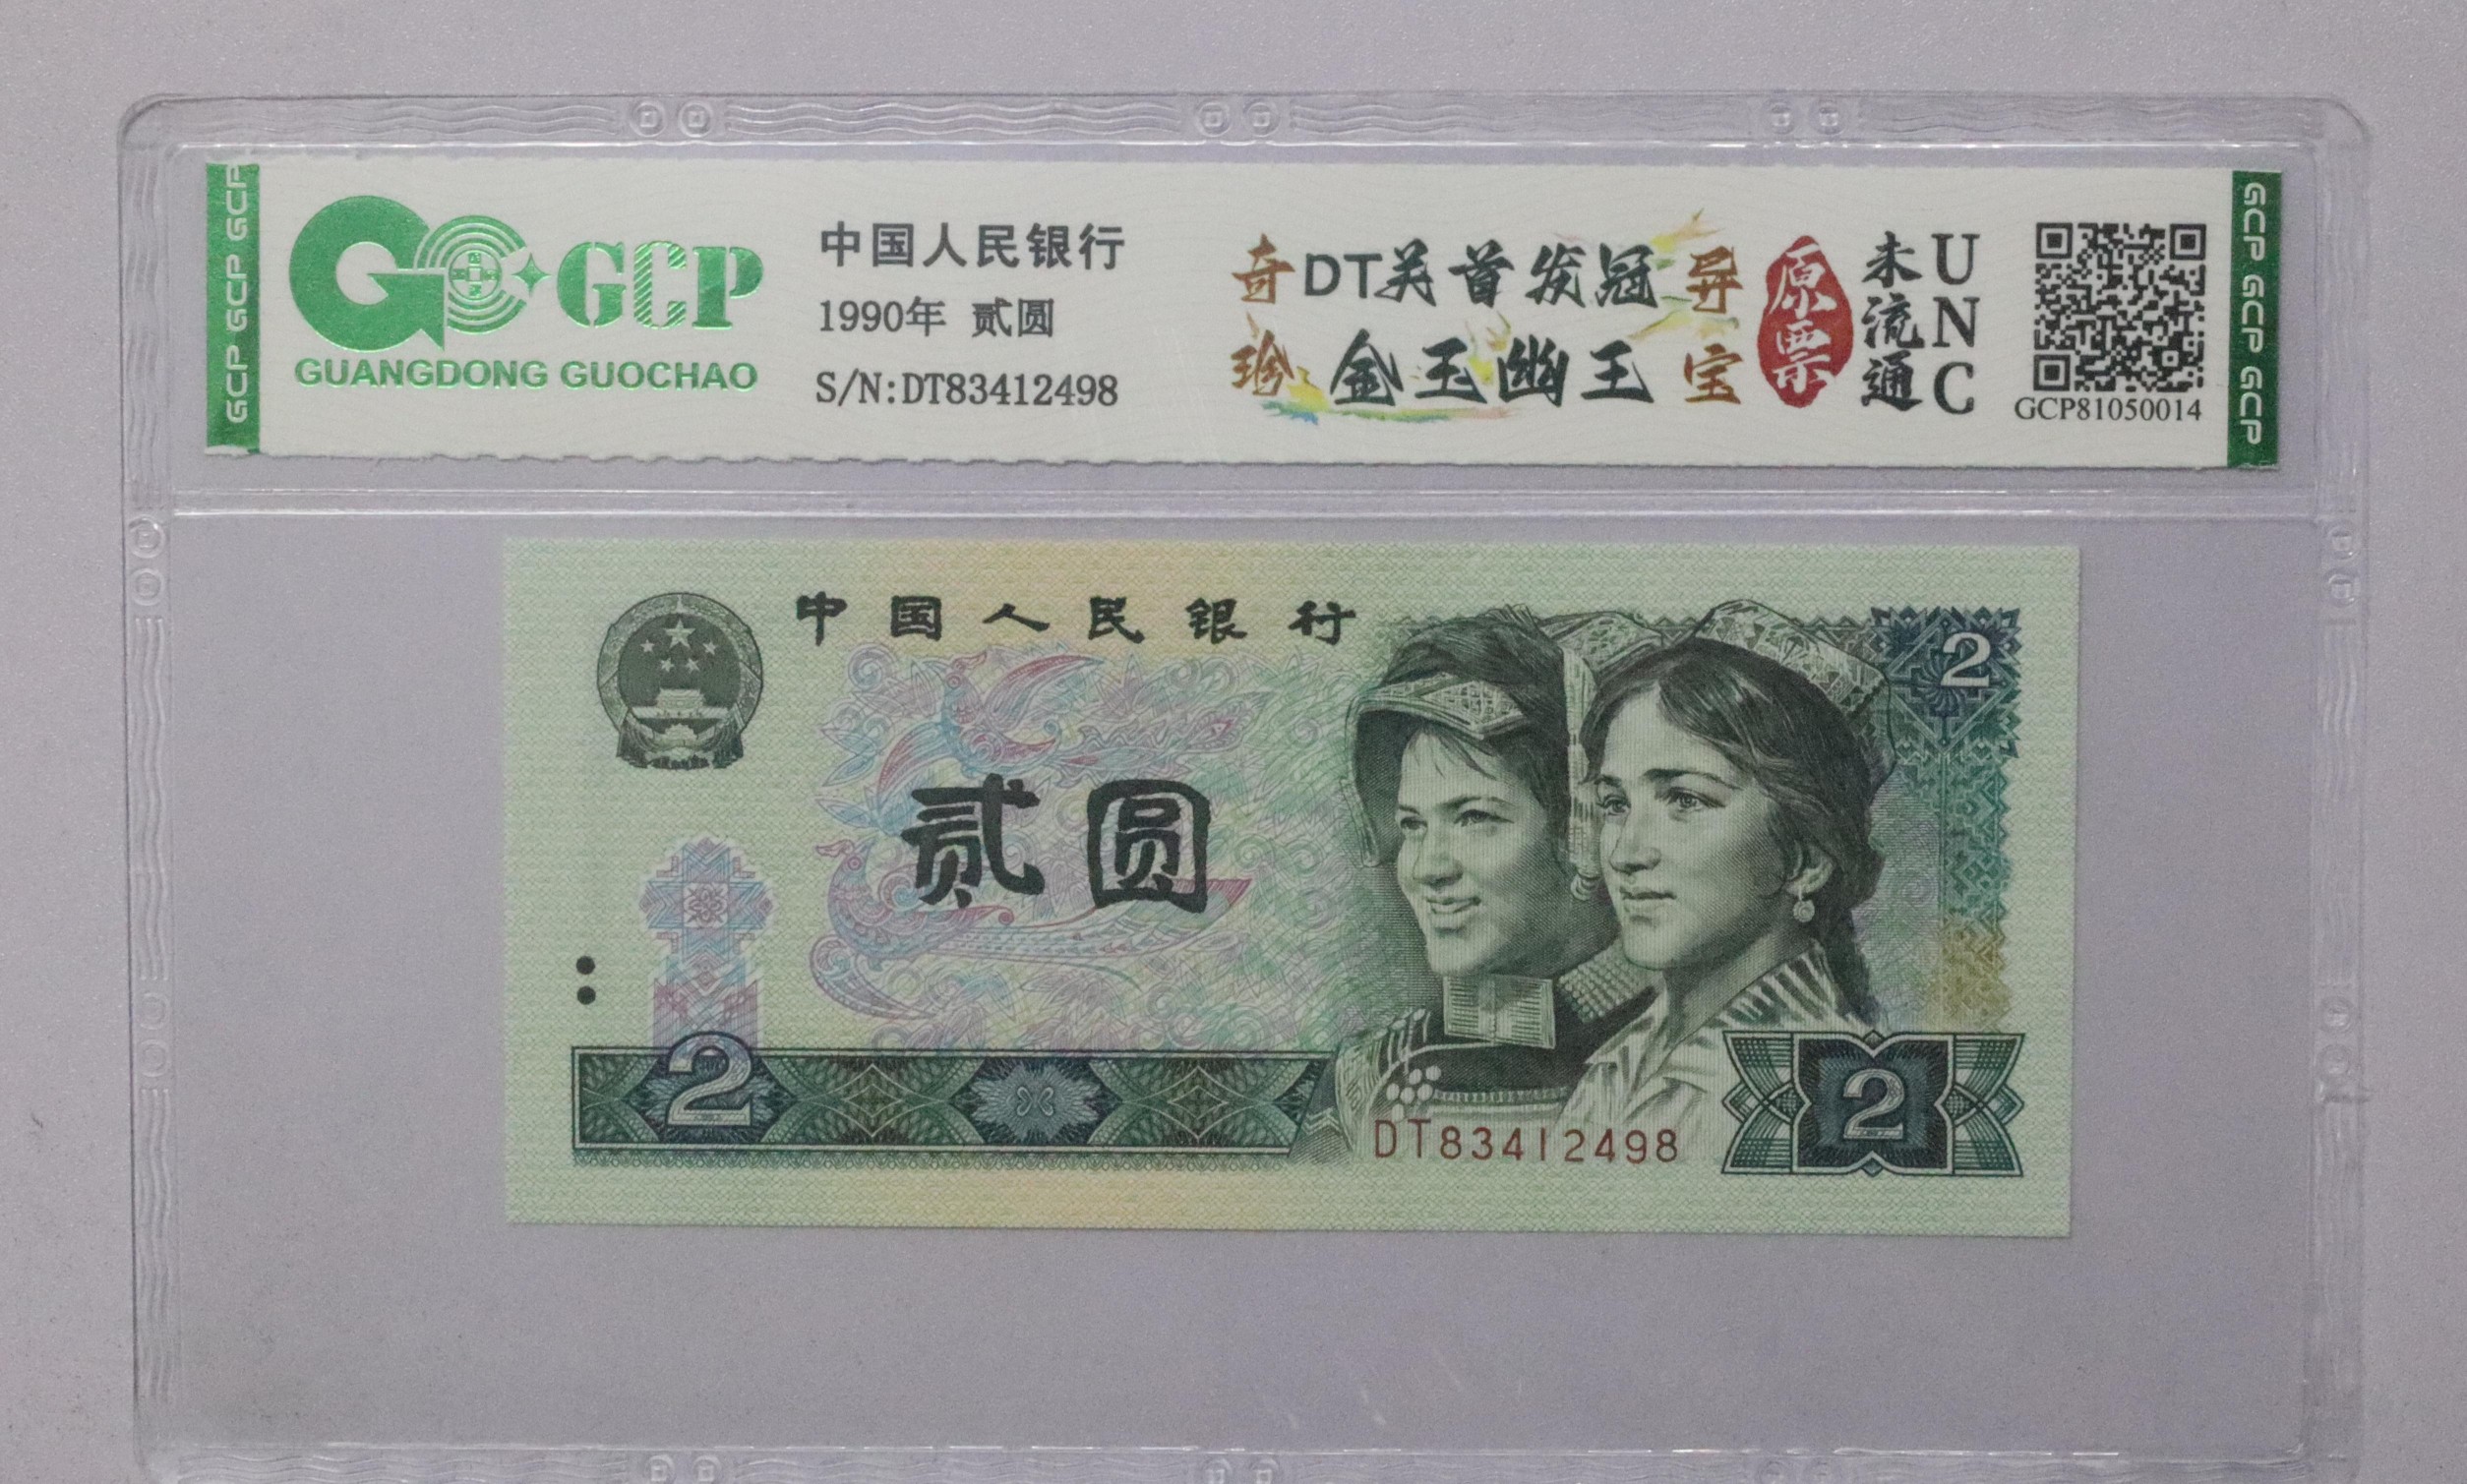 GCP GCP GCP
GCP
GUANGDONG GUOCHAO
中国人民银行
1990年 贰圆
S/N:DT83412498
奇DT关首发冠异
珍金玉幽王宝
原票
未流通
UNC
GCP81050014
GCP GCP GCP
中国人民银行
2
贰圆
2
DT83412498
2